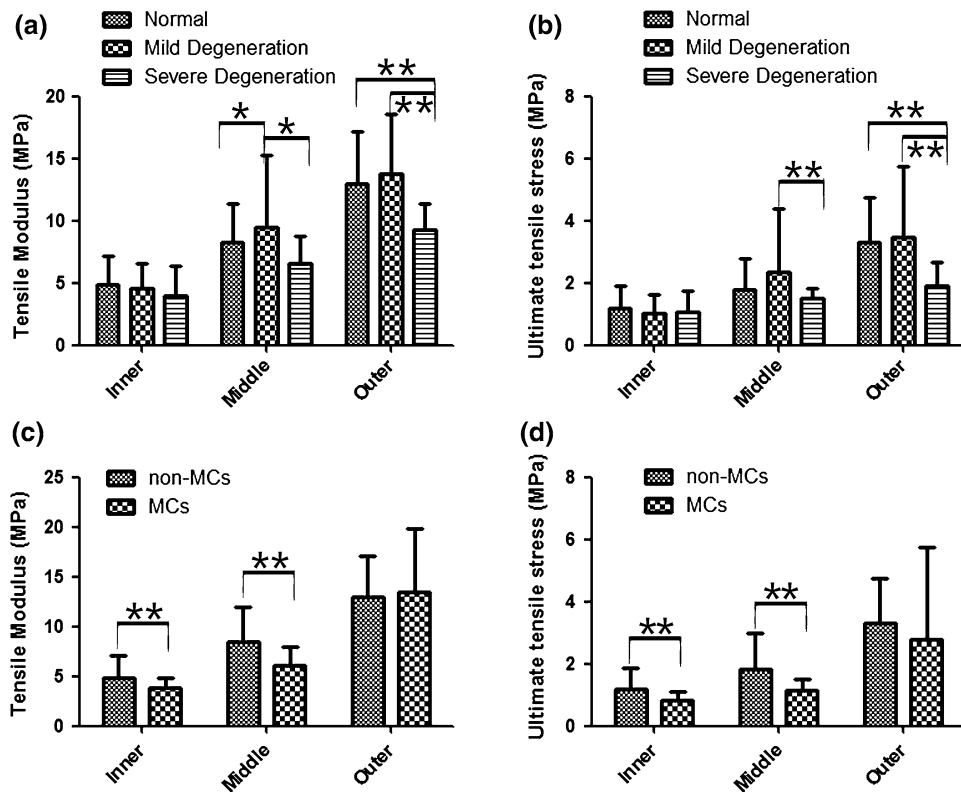 (a)
Normal
Mild Degeneration
Severe Degeneration
Tensile Modulus (MPa)
20
15
10
5
0
**
**
*
*
Inner
Middle
Outer
(b)
Normal
Mild Degeneration
Severe Degeneration
Ultimate tensile stress (MPa)
8
6
4
2
0
**
**
**
Inner
Middle
Outer
(c)
non-MCs
MCs
Tensile Modulus (MPa)
25
20
15
10
5
0
**
**
Inner
Middle
Outer
(d)
non-MCs
MCs
Ultimate tensile stress (MPa)
8
6
4
2
0
**
**
Inner
Middle
Outer